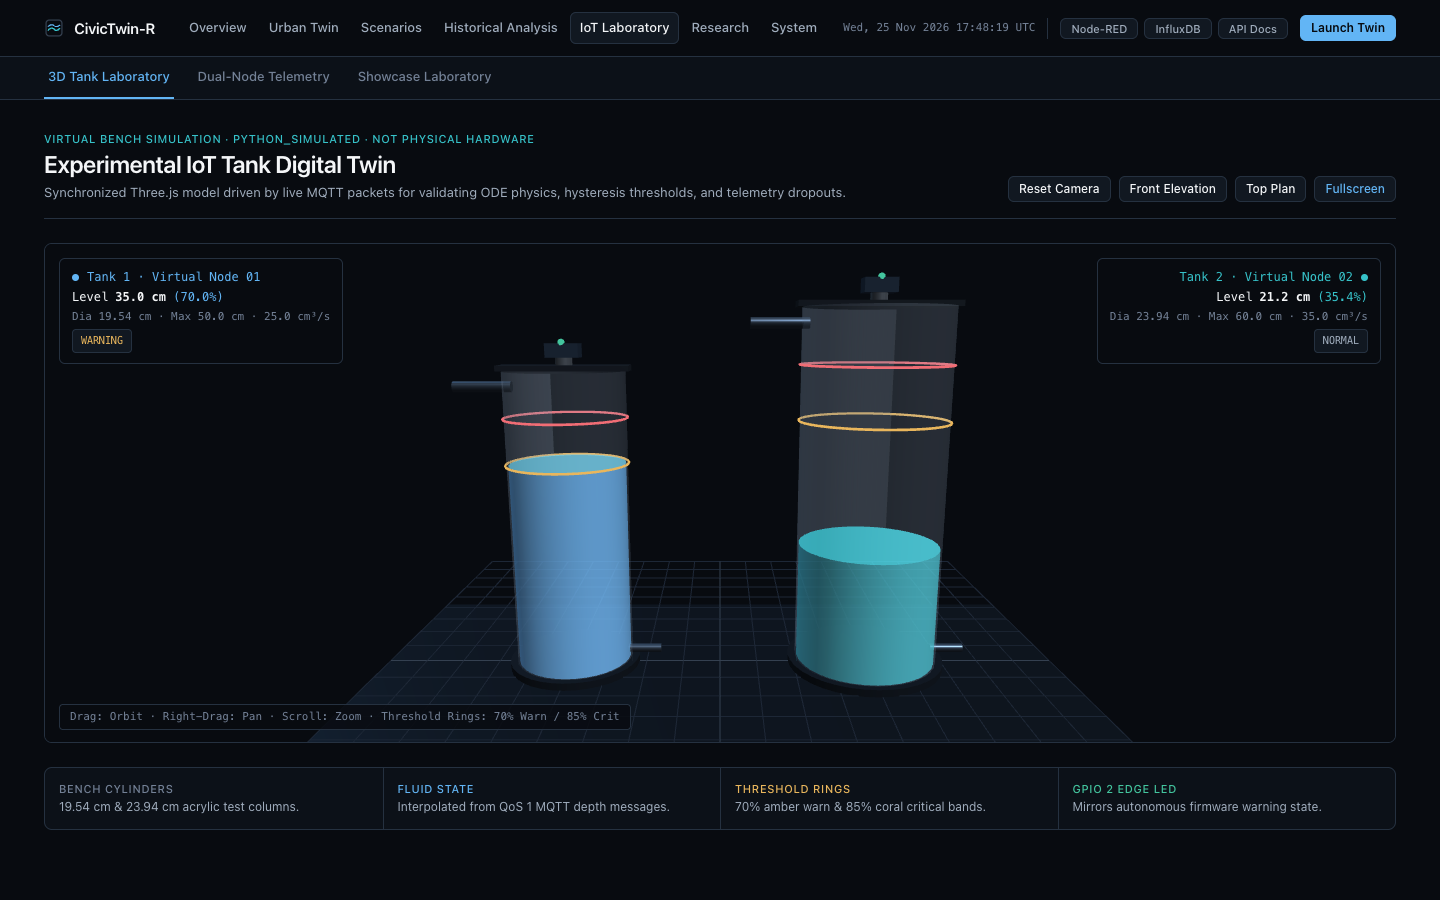 CivicTwin-R
Overview
Urban Twin
Scenarios
Historical Analysis
IoT Laboratory
Research
System
Wed, 25 Nov 2026 17:48:19 UTC
Node-RED
InfluxDB
API Docs
Launch Twin
3D Tank Laboratory
Dual-Node Telemetry
Showcase Laboratory
VIRTUAL BENCH SIMULATION · PYTHON_SIMULATED · NOT PHYSICAL HARDWARE
Experimental IoT Tank Digital Twin
Synchronized Three.js model driven by live MQTT packets for validating ODE physics, hysteresis thresholds, and telemetry dropouts.
Reset Camera
Front Elevation
Top Plan
Fullscreen
Tank 1 · Virtual Node 01
Level 35.0 cm (70.0%)
Dia 19.54 cm · Max 50.0 cm · 25.0 cm³/s
WARNING
Tank 2 · Virtual Node 02
Level 21.2 cm (35.4%)
Dia 23.94 cm · Max 60.0 cm · 35.0 cm³/s
NORMAL
Drag: Orbit · Right-Drag: Pan · Scroll: Zoom · Threshold Rings: 70% Warn / 85% Crit
BENCH CYLINDERS
19.54 cm & 23.94 cm acrylic test columns.
FLUID STATE
Interpolated from QoS 1 MQTT depth messages.
THRESHOLD RINGS
70% amber warn & 85% coral critical bands.
GPIO 2 EDGE LED
Mirrors autonomous firmware warning state.